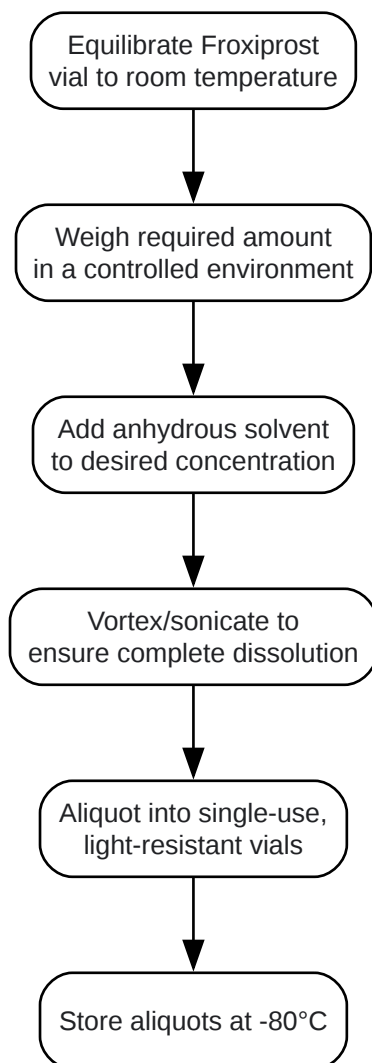 Equilibrate Froxiprost
vial to room temperature
Weigh required amount
in a controlled environment
Add anhydrous solvent
to desired concentration
Vortex/sonicate to
ensure complete dissolution
Aliquot into single-use,
light-resistant vials
Store aliquots at -80°C